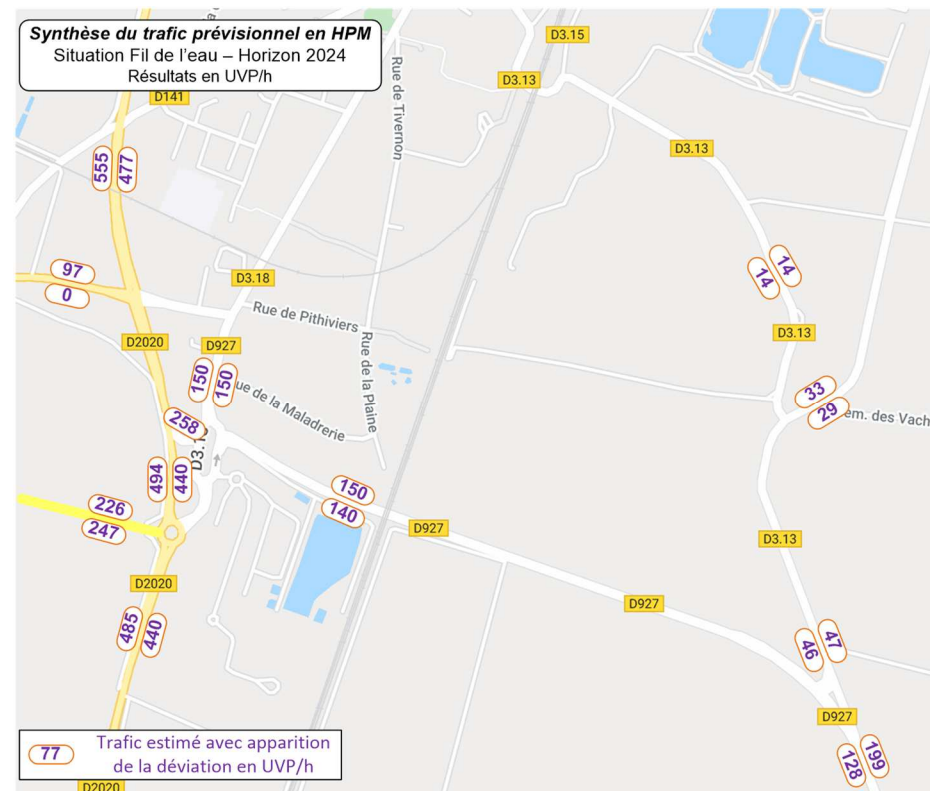 Synthèse du trafic prévisionnel en HPM
Situation Fil de l'eau – Horizon 2024
Résultats en UVP/h
D3.15
D3.13
D141
Rue de Tivernon
D3.13
555
477
97
0
D3.18
14
14
Rue de Pithiviers
D3.13
D2020
D927
Rue de la Plaine
150
150
ue de la Maladrerie
33
29
em. des Vach
258
494
440
150
140
226
247
D927
D3.13
D2020
D927
485
440
46
47
D927
128
199
77
Trafic estimé avec apparition
de la déviation en UVP/h
D2020